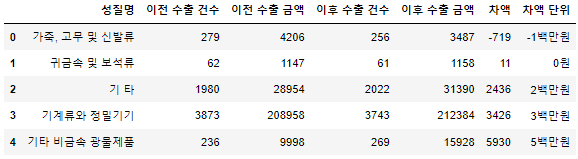 성질명 이전 수출 건수 이전 수출 금액 이후 수출 건수 이후 수출 금액 차액 차액 단위
0 가죽, 고무 및 신발류 279 4206 256 3487 -719 -1백만원
1 귀금속 및 보석류 62 1147 61 1158 11 0원
2 기 타 1980 28954 2022 31390 2436 2백만원
3 기계류와 정밀기기 3873 208958 3743 212384 3426 3백만원
4 기타 비금속 광물제품 236 9998 269 15928 5930 5백만원